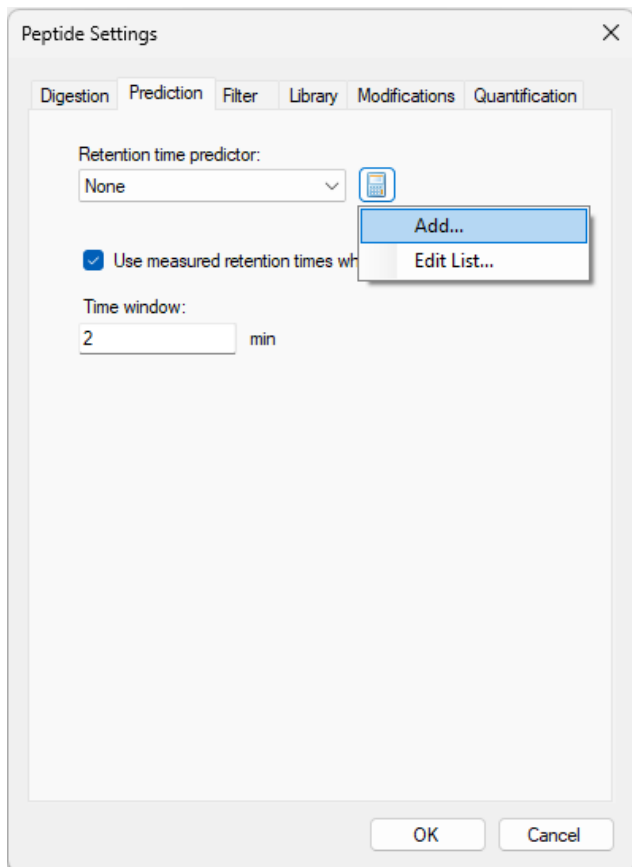 Peptide Settings
Digestion Prediction Filter Library Modifications Quantification
Retention time predictor:
None
Add...
Use measured retention times wh
Edit List...
Time window:
2 min
OK Cancel